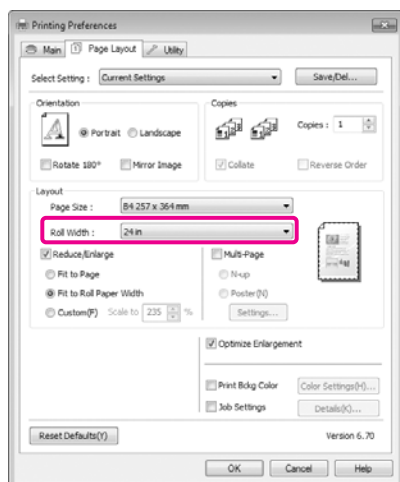 Printing Preferences
Main Page Layout Utility
Select Setting : Current Settings Save/Del...
Orientation Copies
Portrait Landscape Copies : 1
Rotate 180° Mirror Image Collate Reverse Order
Layout
Page Size : B4 257 x 364 mm
Roll Width : 24 in
Reduce/Enlarge Multi-Page
Fit to Page N-up
Fit to Roll Paper Width Poster(N)
Custom(F) Scale to 235 % Settings...
Optimize Enlargement
Print Bckg Color Color Settings(H)...
Job Settings Details(K)...
Reset Defaults(Y) Version 6.70
OK Cancel Help